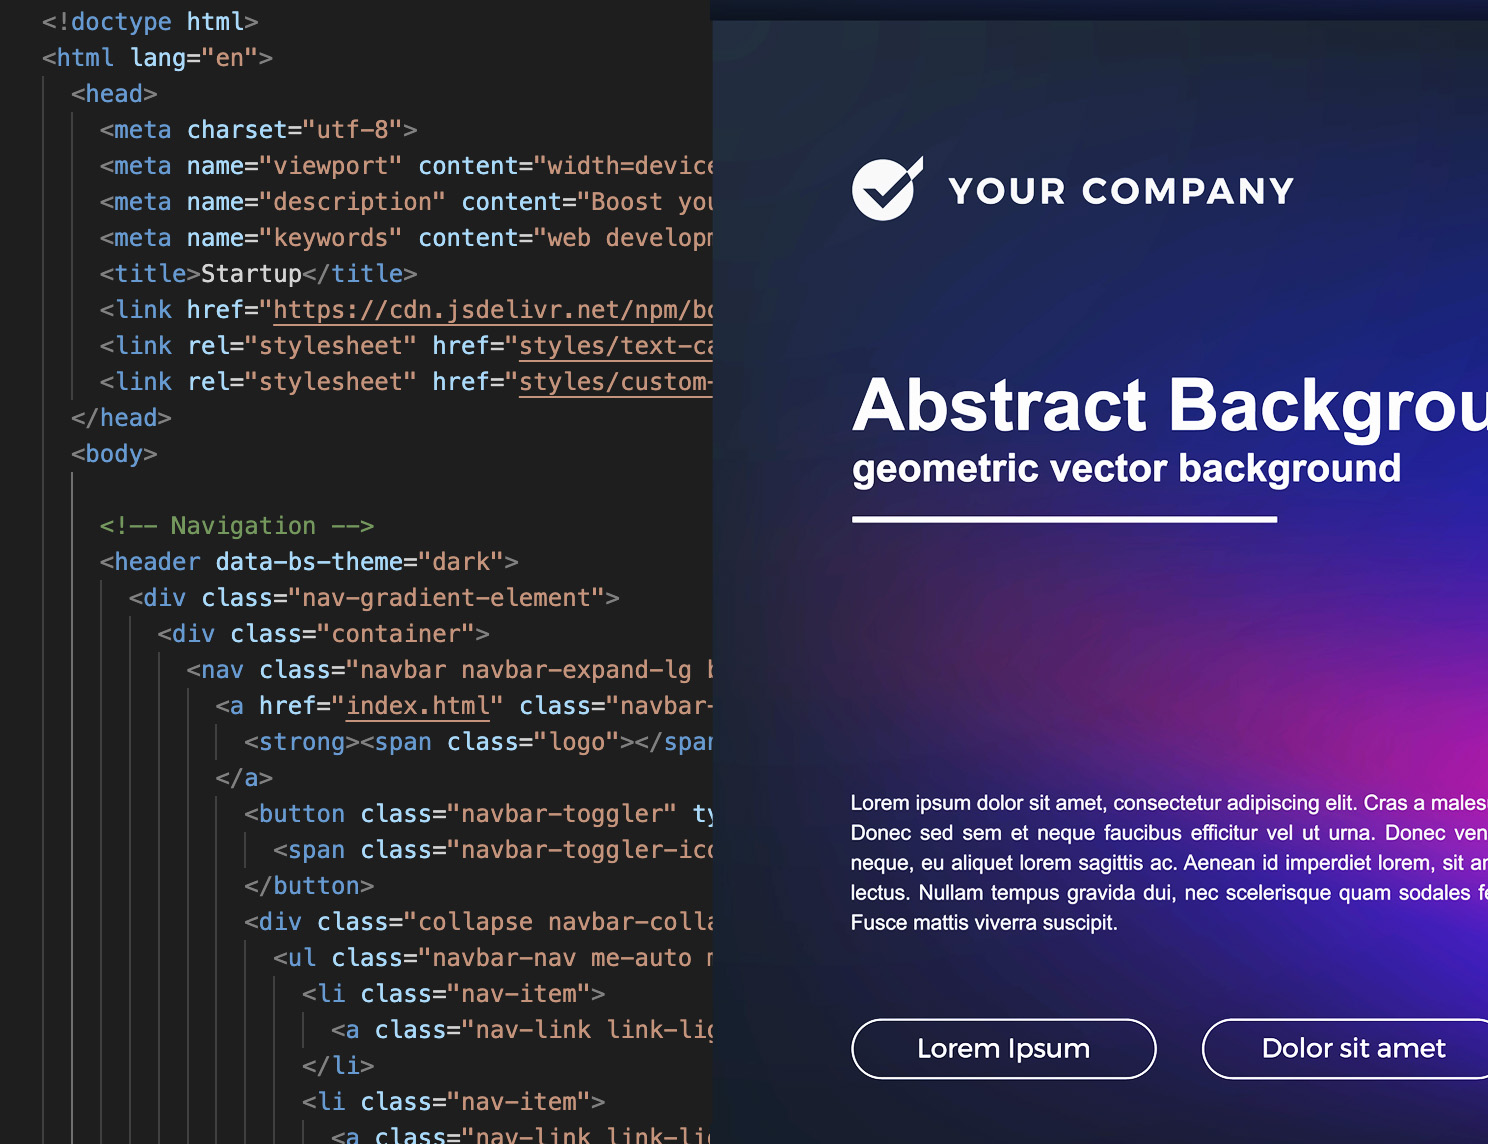 <!doctype html>
<html lang="en">
<head>
<meta charset="utf-8">
<meta name="viewport" content="width=device
<meta name="description" content="Boost you
<meta name="keywords" content="web developm
<title>Startup</title>
<link href="https://cdn.jsdelivr.net/npm/bo
<link rel="stylesheet" href="styles/text-ca
<link rel="stylesheet" href="styles/custom-
</head>
<body>
<!-- Navigation -->
<header data-bs-theme="dark">
<div class="nav-gradient-element">
<div class="container">
<nav class="navbar navbar-expand-lg b
<a href="index.html" class="navbar-
<strong><span class="logo"></span
</a>
<button class="navbar-toggler" ty
<span class="navbar-toggler-ico
</button>
<div class="collapse navbar-colla
<ul class="navbar-nav me-auto m
<li class="nav-item">
<a class="nav-link link-lig
</li>
<li class="nav-item">
<a class="nav-link link-lig
YOUR COMPANY
Abstract Backgrou
geometric vector background
Lorem ipsum dolor sit amet, consectetur adipiscing elit. Cras a malesu
Donec sed sem et neque faucibus efficitur vel ut urna. Donec ven
neque, eu aliquet lorem sagittis ac. Aenean id imperdiet lorem, sit am
lectus. Nullam tempus gravida dui, nec scelerisque quam sodales fe
Fusce mattis viverra suscipit.
Lorem Ipsum
Dolor sit amet